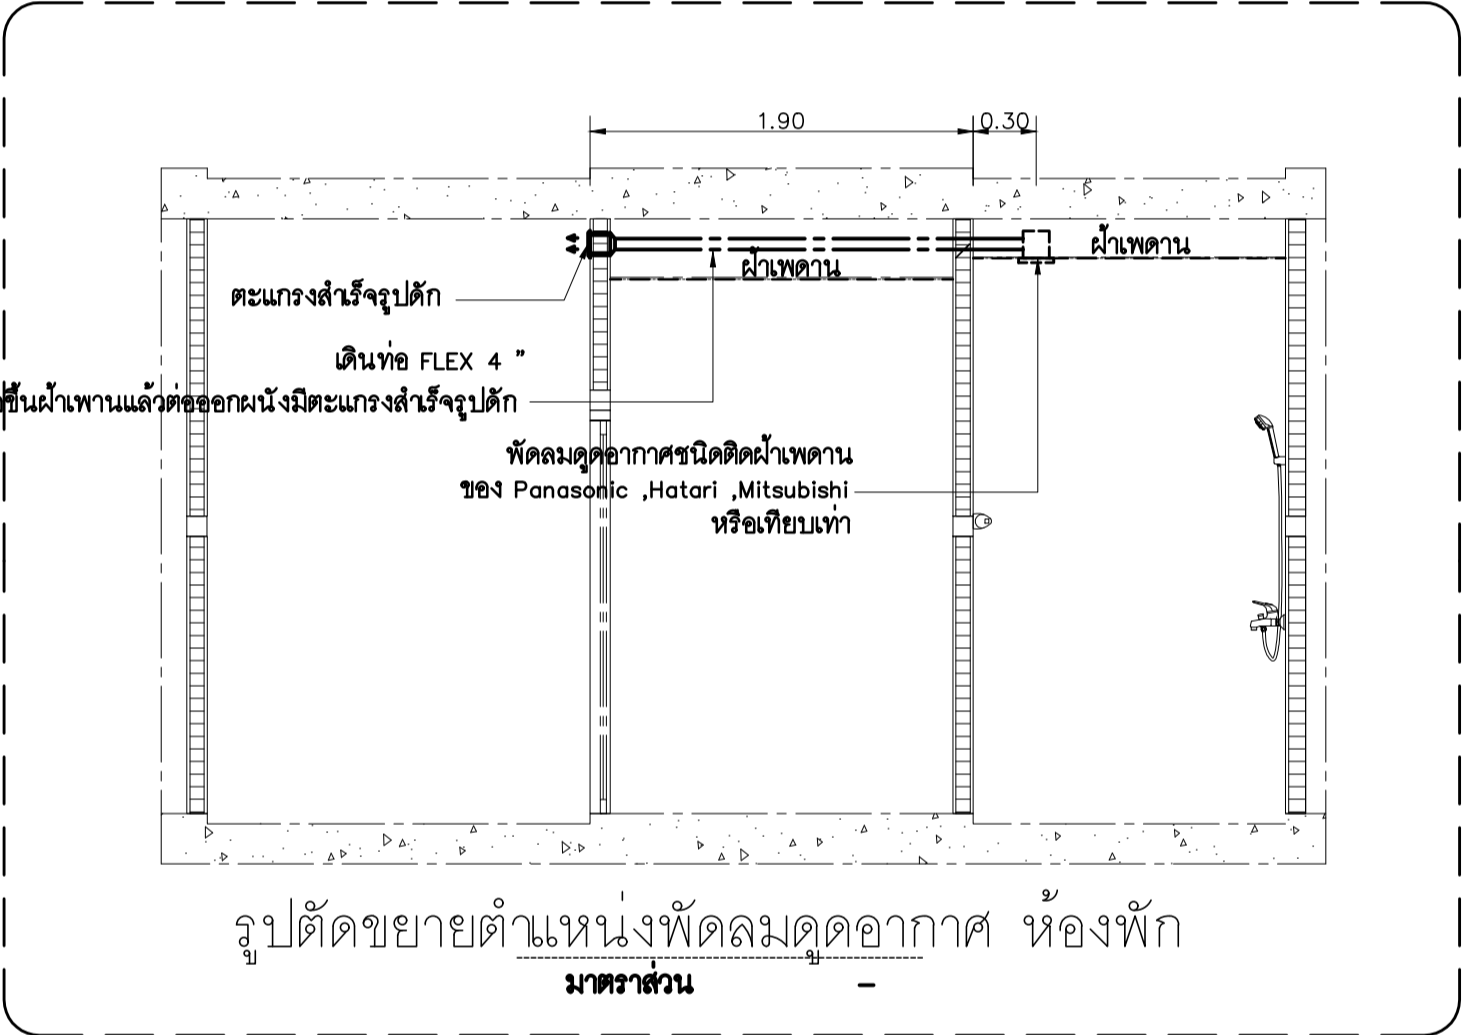 1.90
0.30
ฝ้าเพดาน
ฝ้าเพดาน
ตะแกรงสำเร็จรูปดัก
เดินท่อ FLEX 4 "
ขึ้นฝ้าเพานแล้วต่อออกผนังมีตะแกรงสำเร็จรูปดัก
พัดลมดูดอากาศชนิดติดฝ้าเพดาน
ของ Panasonic ,Hatari ,Mitsubishi
หรือเทียบเท่า
รูปตัดขยายตำแหน่งพัดลมดูดอากาศ ห้องพัก
มาตราส่วน -